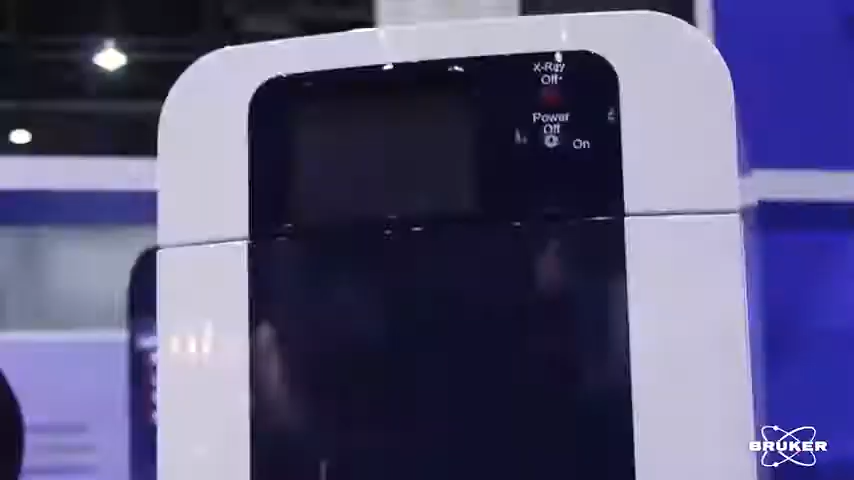 X-Ray
Off
Power
Off
On
BRUKER